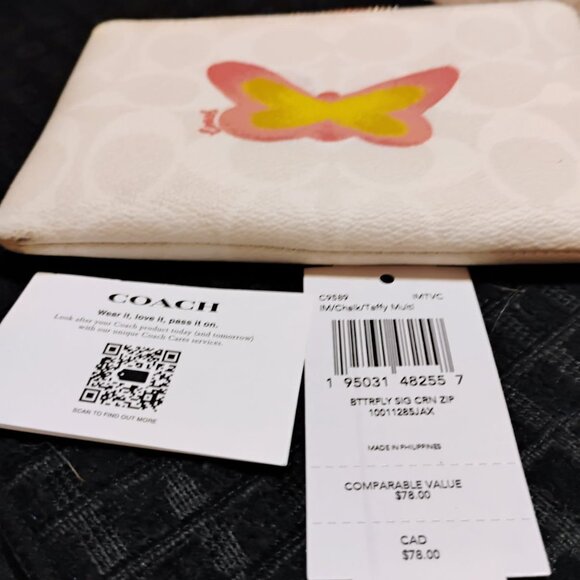 Coach
COACH
Wear it, love it, pass it on.
Look after your Coach product today (and tomorrow)
with our unique Coach Cares services.
SCAN TO FIND OUT MORE
C9589 IMTVC
IM/Chalk/Taffy Multi
1 95031 48255 7
BTTRFLY SIG CRN ZIP
10011285JAX
MADE IN PHILIPPINES
COMPARABLE VALUE
$78.00
CAD
$78.00